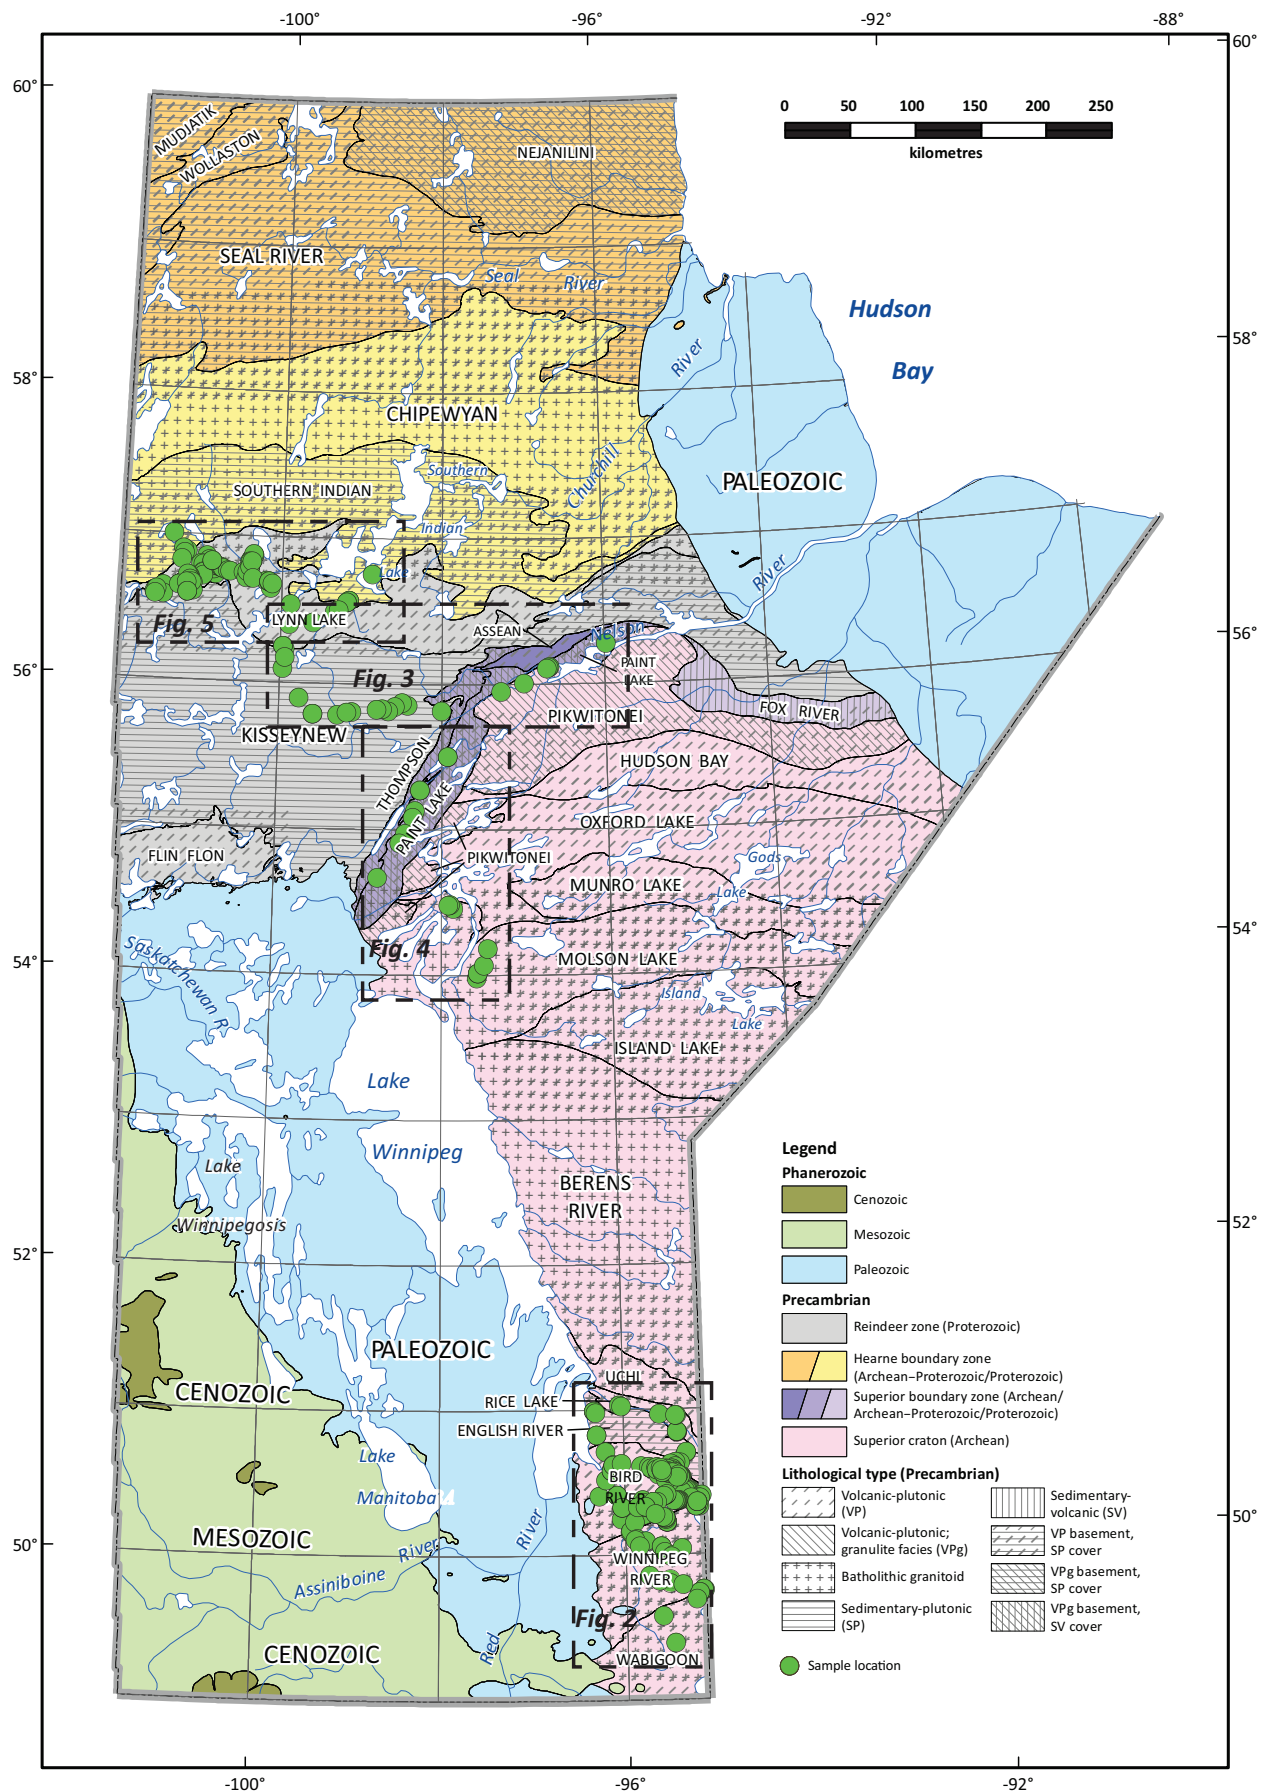 -100°
-96°
-92°
-88°
60°
60°
0 50 100 150 200 250
kilometres
MUDJATIK
WOLLASTON
NEJANILINI
SEAL RIVER
Seal
River
Hudson
Bay
58°
58°
River
CHIPEWYAN
Churchill
Southern
SOUTHERN INDIAN
Indian
Lake
PALEOZOIC
River
Fig. 5
LYNN LAKE
ASSEAN
Nelson
56°
56°
PAINT
LAKE
Fig. 3
FOX RIVER
PIKWITONEI
KISSEYNEW
THOMPSON
HUDSON BAY
PAINT LAKE
OXFORD LAKE
FLIN FLON
PIKWITONEI
Gods
Lake
MUNRO LAKE
54°
54°
Fig. 4
Saskatchewan R
MOLSON LAKE
Island
Lake
ISLAND LAKE
Lake
Winnipeg
Lake
Winnipegosis
BERENS
RIVER
52°
52°
PALEOZOIC
CENOZOIC
UCHI
RICE LAKE
ENGLISH RIVER
Lake
Manitoba
BIRD
RIVER
50°
50°
MESOZOIC
River
River
Assiniboine
WINNIPEG
RIVER
Fig. 2
Red
CENOZOIC
WABIGOON
Legend
Phanerozoic
Cenozoic
Mesozoic
Paleozoic
Precambrian
Reindeer zone (Proterozoic)
Hearne boundary zone
(Archean–Proterozoic/Proterozoic)
Superior boundary zone (Archean/
Archean–Proterozoic/Proterozoic)
Superior craton (Archean)
Lithological type (Precambrian)
Volcanic-plutonic
(VP)
Volcanic-plutonic;
granulite facies (VPg)
Batholithic granitoid
Sedimentary-plutonic
(SP)
Sedimentary-
volcanic (SV)
VP basement,
SP cover
VPg basement,
SP cover
VPg basement,
SV cover
Sample location
-100°
-96°
-92°